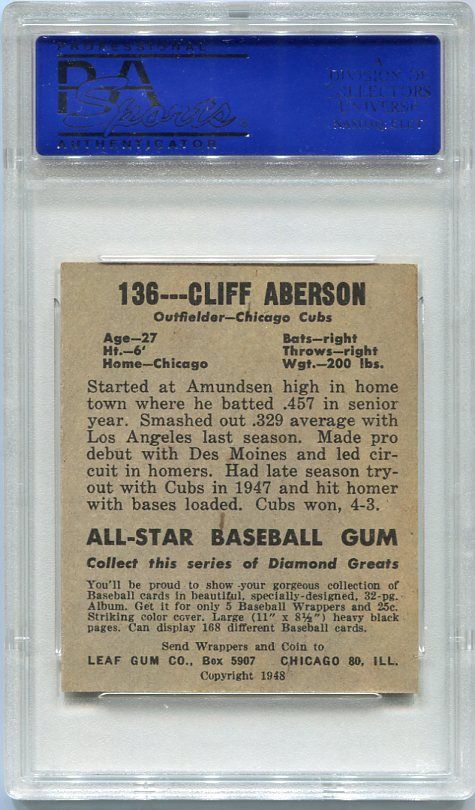 PROFESSIONAL
PSA
Sports
AUTHENTICATOR
A
DIVISION OF
COLLECTORS
UNIVERSE
NASDAQ: CLCT
136---CLIFF ABERSON
Outfielder—Chicago Cubs
Age—27 Bats—right
Ht.—6' Throws—right
Home—Chicago Wgt.—200 lbs.
Started at Amundsen high in home
town where he batted .457 in senior
year. Smashed out .329 average with
Los Angeles last season. Made pro
debut with Des Moines and led cir-
cuit in homers. Had late season try-
out with Cubs in 1947 and hit homer
with bases loaded. Cubs won, 4-3.
ALL-STAR BASEBALL GUM
Collect this series of Diamond Greats
You'll be proud to show your gorgeous collection of
Baseball cards in beautiful, specially-designed, 32-pg.
Album. Get it for only 5 Baseball Wrappers and 25c.
Striking color cover. Large (11" x 8½") heavy black
pages. Can display 168 different Baseball cards.
Send Wrappers and Coin to
LEAF GUM CO., Box 5907 CHICAGO 80, ILL.
Copyright 1948